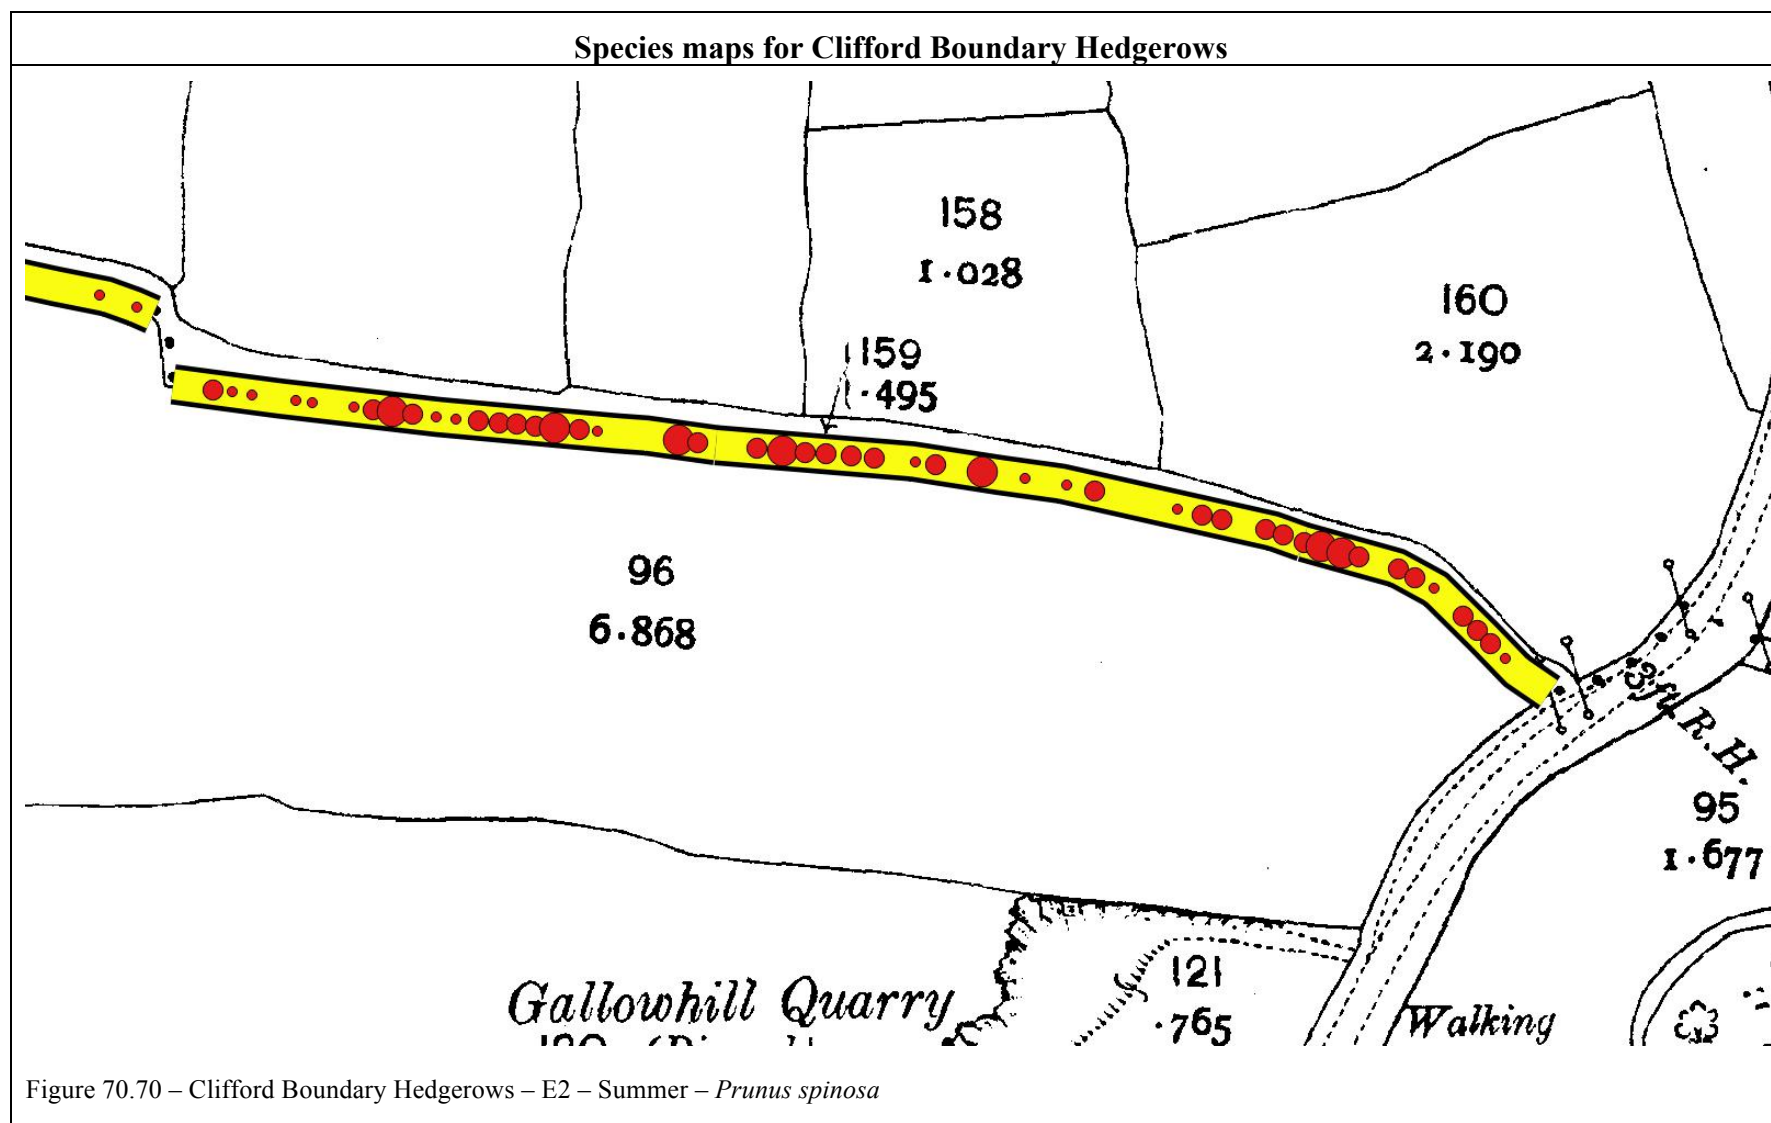 Species maps for Clifford Boundary Hedgerows
158
1·028
159
·495
160
2·190
96
6·868
3ft R.H.
95
1·677
Gallowhill Quarry
121
·765
Walking
Figure 70.70 – Clifford Boundary Hedgerows – E2 – Summer – Prunus spinosa